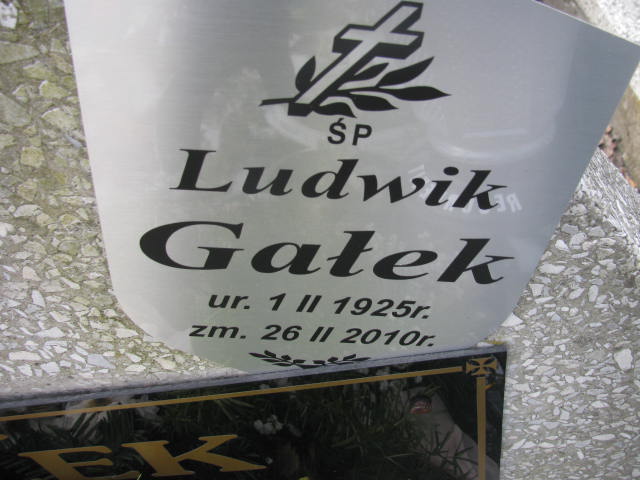 ŚP
Ludwik
Gałek
ur. 1 II 1925r.
zm. 26 II 2010r.
EK